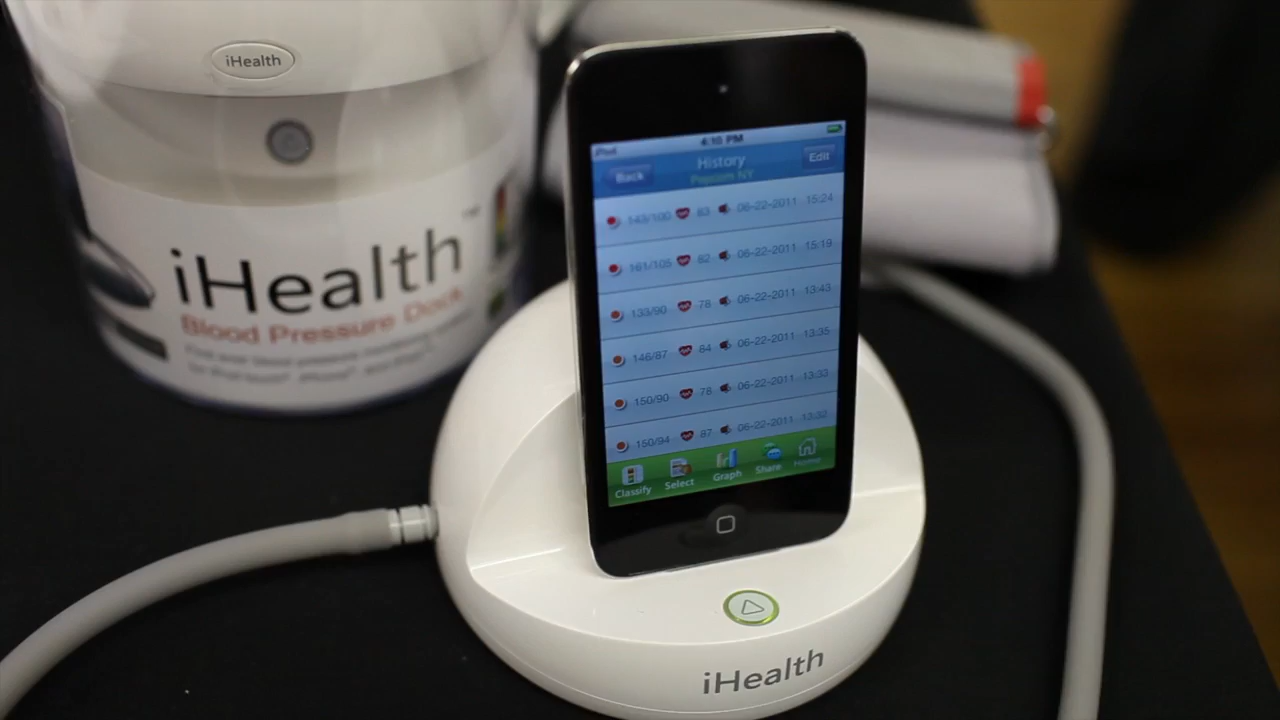 iHealth
iHealth
TM
Blood Pressure Dock
iPod
4:10 PM
Back
History
Edit
Pepcom NY
143/100 83 06-22-2011 15:24
161/105 82 06-22-2011 15:19
133/90 78 06-22-2011 13:43
146/87 84 06-22-2011 13:35
150/90 78 06-22-2011 13:33
150/94 87 06-22-2011 13:32
Classify Select Graph Share Home
iHealth